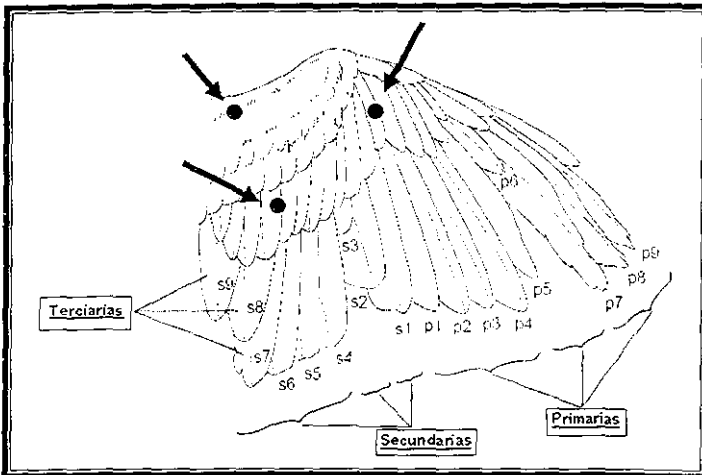 p6
s3
p9
p8
s9
p5
p7
Terciarias
s8
s2
s1
p1
p2
p3
p4
s7
s4
s5
s6
Primarias
Secundarias